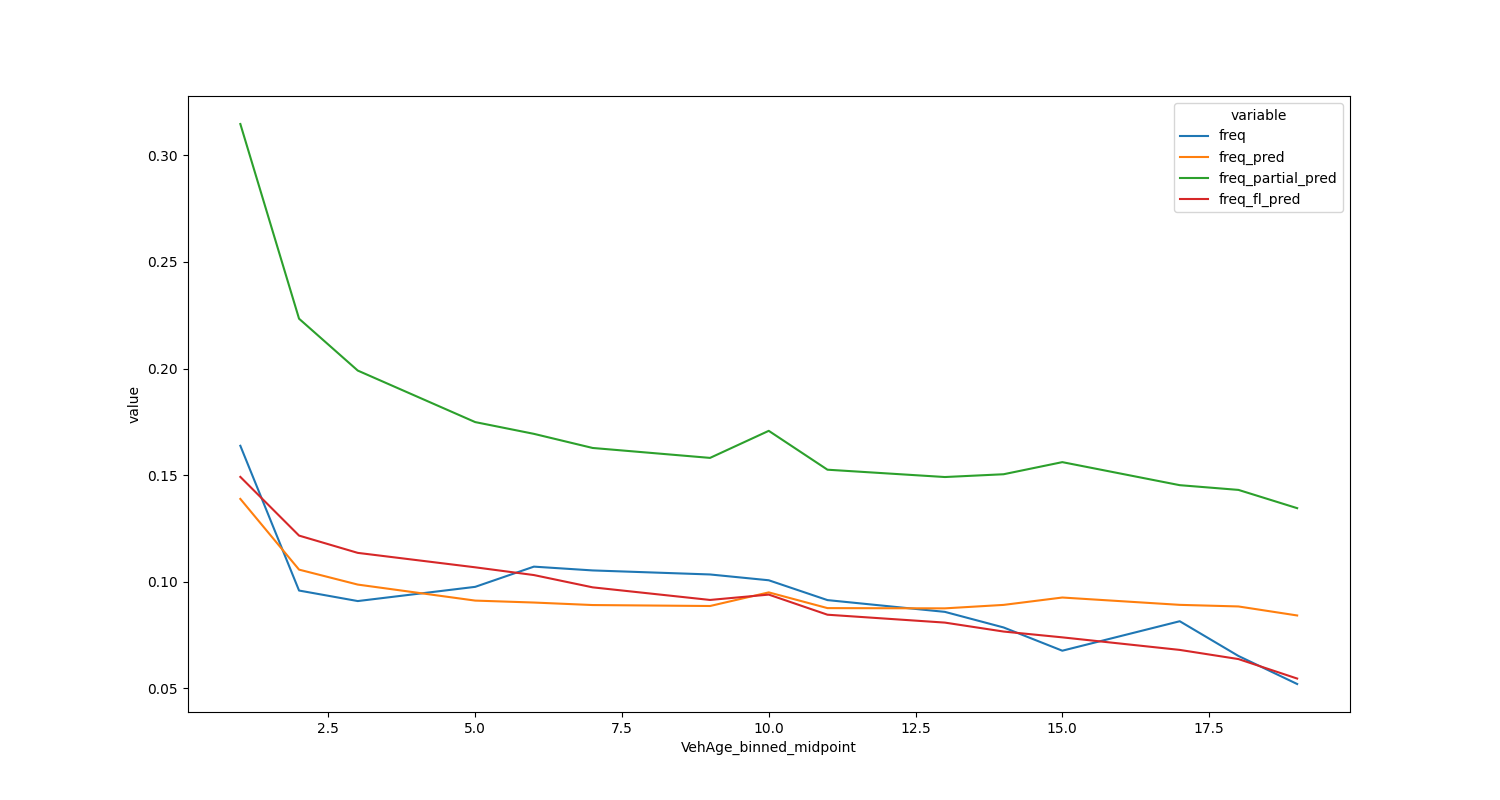 variable
freq
freq_pred
freq_partial_pred
freq_fl_pred
0.30
0.25
0.20
0.15
0.10
0.05
value
2.5 5.0 7.5 10.0 12.5 15.0 17.5
VehAge_binned_midpoint